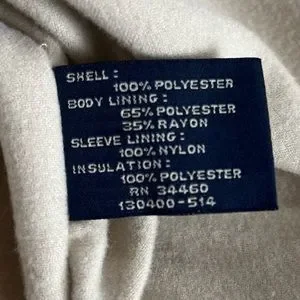 SHELL:
100% POLYESTER
BODY LINING:
65% POLYESTER
35% RAYON
SLEEVE LINING:
100% NYLON
INSULATION:
100% POLYESTER
RN 34460
130400-514